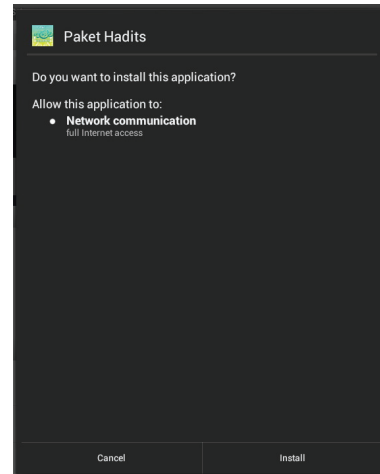 Paket Hadits
Do you want to install this application?
Allow this application to:
● Network communication
full Internet access
Cancel
Install